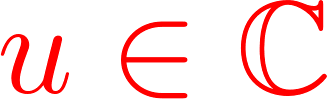 u ∈ ℂ